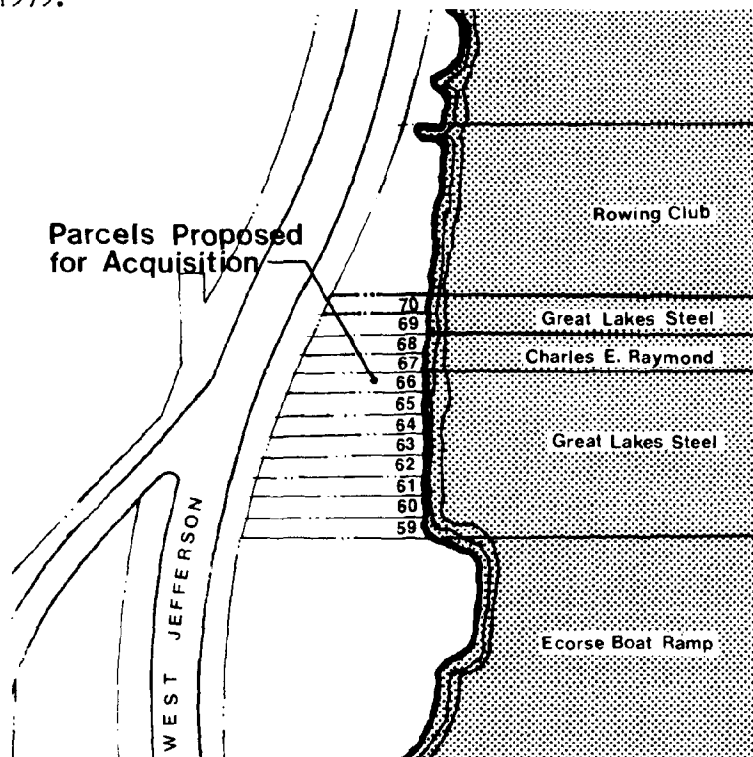 Rowing Club
Parcels Proposed
for Acquisition
70
69
Great Lakes Steel
68
67
Charles E. Raymond
66
65
64
63
Great Lakes Steel
62
61
60
59
WEST JEFFERSON
Ecorse Boat Ramp